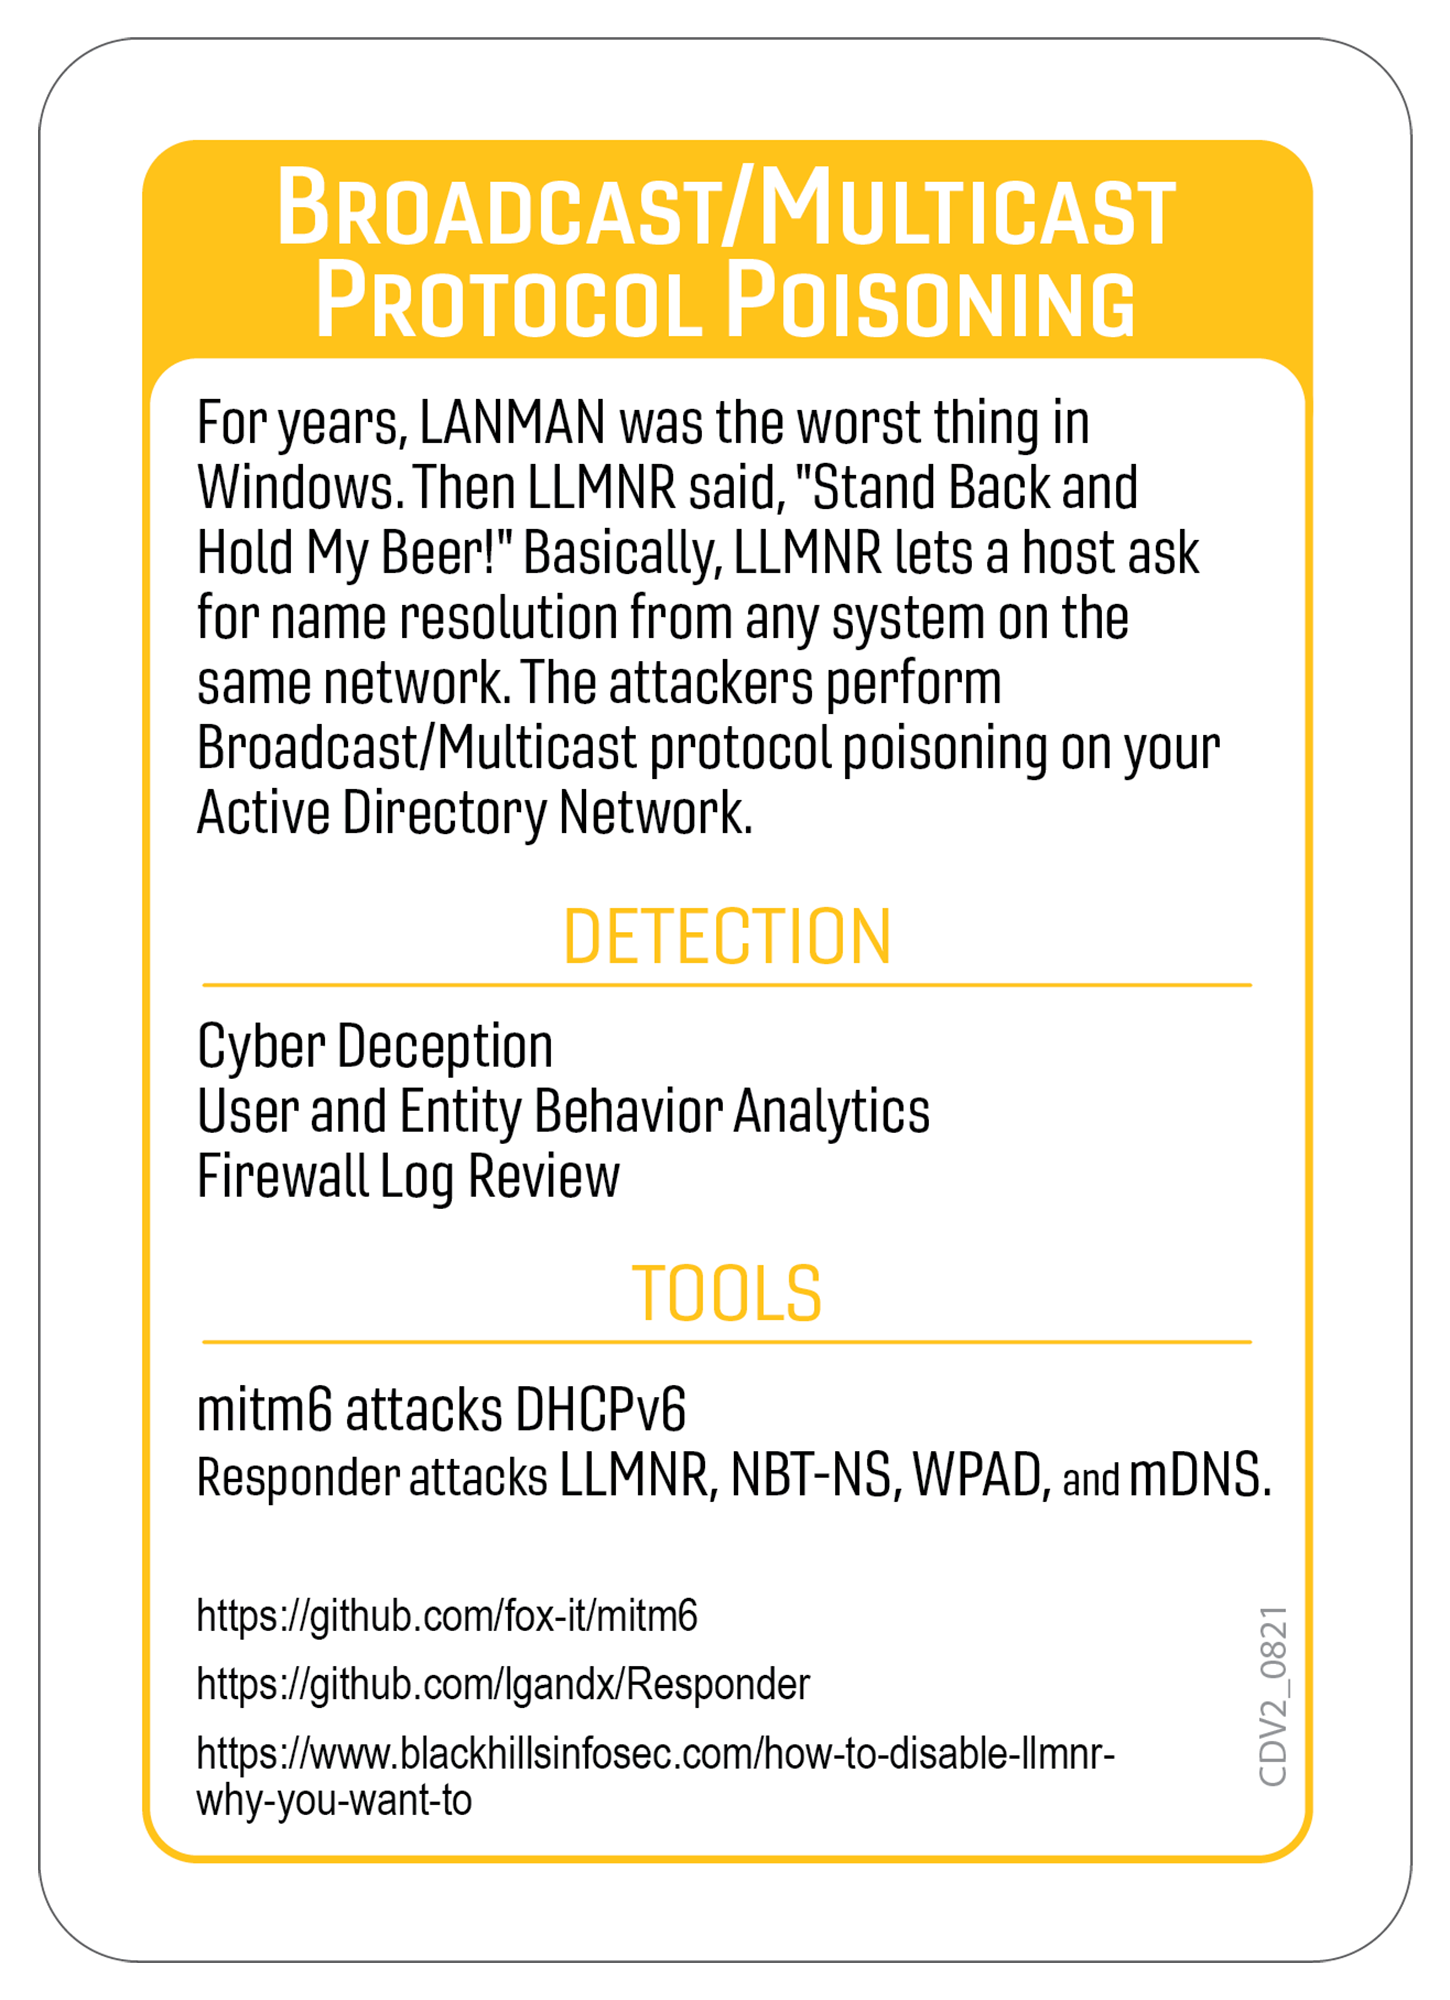 Broadcast/Multicast
Protocol Poisoning
For years, LANMAN was the worst thing in
Windows. Then LLMNR said, "Stand Back and
Hold My Beer!" Basically, LLMNR lets a host ask
for name resolution from any system on the
same network. The attackers perform
Broadcast/Multicast protocol poisoning on your
Active Directory Network.
DETECTION
Cyber Deception
User and Entity Behavior Analytics
Firewall Log Review
TOOLS
mitm6 attacks DHCPv6
Responder attacks LLMNR, NBT-NS, WPAD, and mDNS.
https://github.com/fox-it/mitm6
https://github.com/lgandx/Responder
https://www.blackhillsinfosec.com/how-to-disable-llmnr-
why-you-want-to
CDV2_0821